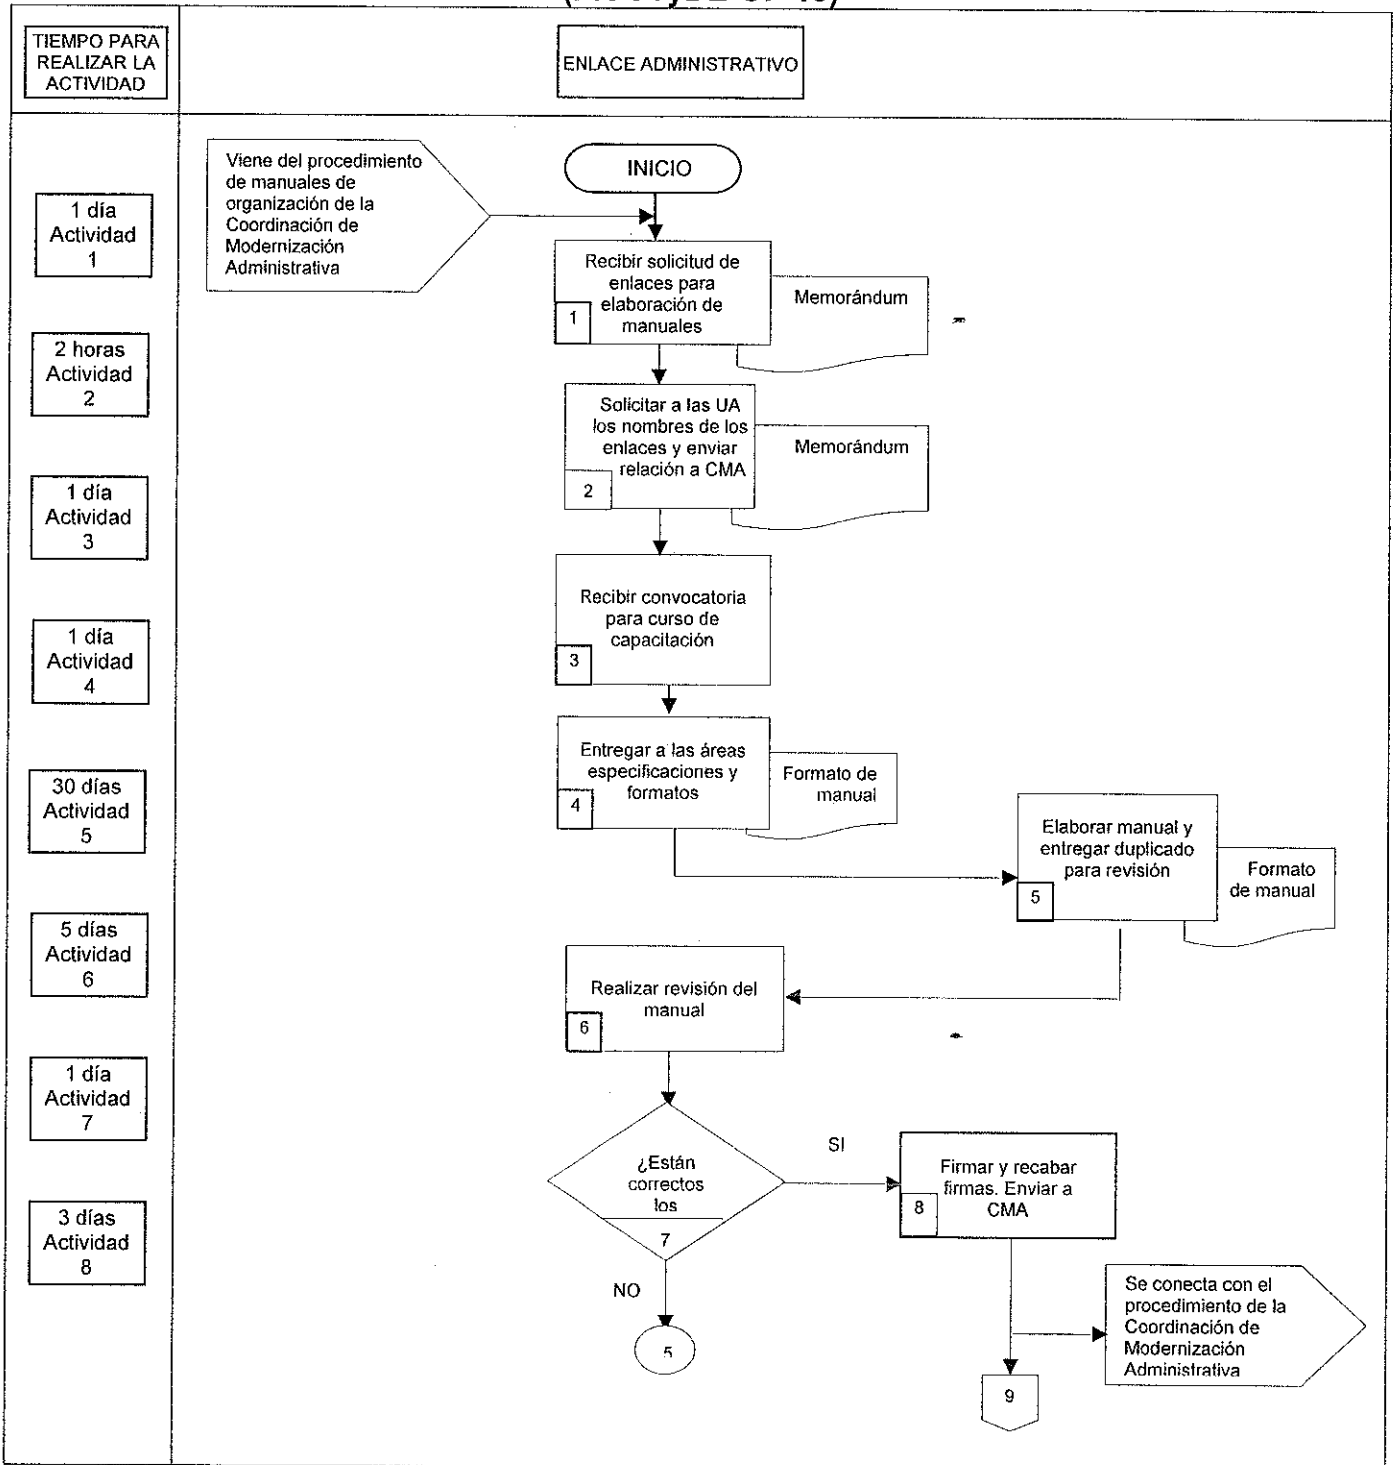 TIEMPO PARA
REALIZAR LA
ACTIVIDAD
ENLACE ADMINISTRATIVO
1 día
Actividad
1
2 horas
Actividad
2
1 día
Actividad
3
1 día
Actividad
4
30 días
Actividad
5
5 días
Actividad
6
1 día
Actividad
7
3 días
Actividad
8
Viene del procedimiento
de manuales de
organización de la
Coordinación de
Modernización
Administrativa
INICIO
Recibir solicitud de
enlaces para
elaboración de
manuales
1
Memorándum
Solicitar a las UA
los nombres de los
enlaces y enviar
relación a CMA
2
Memorándum
Recibir convocatoria
para curso de
capacitación
3
Entregar a las áreas
especificaciones y
formatos
4
Formato de
manual
Elaborar manual y
entregar duplicado
para revisión
5
Formato
de manual
Realizar revisión del
manual
6
¿Están
correctos
los
7
SI
NO
5
Firmar y recabar
firmas. Enviar a
CMA
8
Se conecta con el
procedimiento de la
Coordinación de
Modernización
Administrativa
9